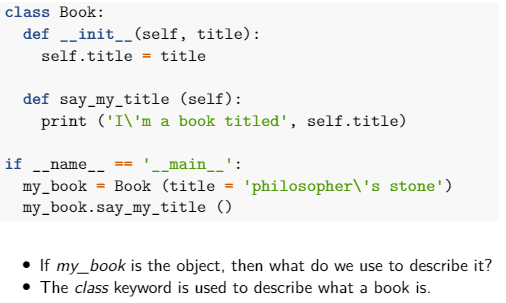 class Book:
  def __init__(self, title):
    self.title = title

  def say_my_title (self):
    print ('I\'m a book titled', self.title)

if __name__ == '__main__':
  my_book = Book (title = 'philosopher\'s stone')
  my_book.say_my_title ()

• If my_book is the object, then what do we use to describe it?
• The class keyword is used to describe what a book is.